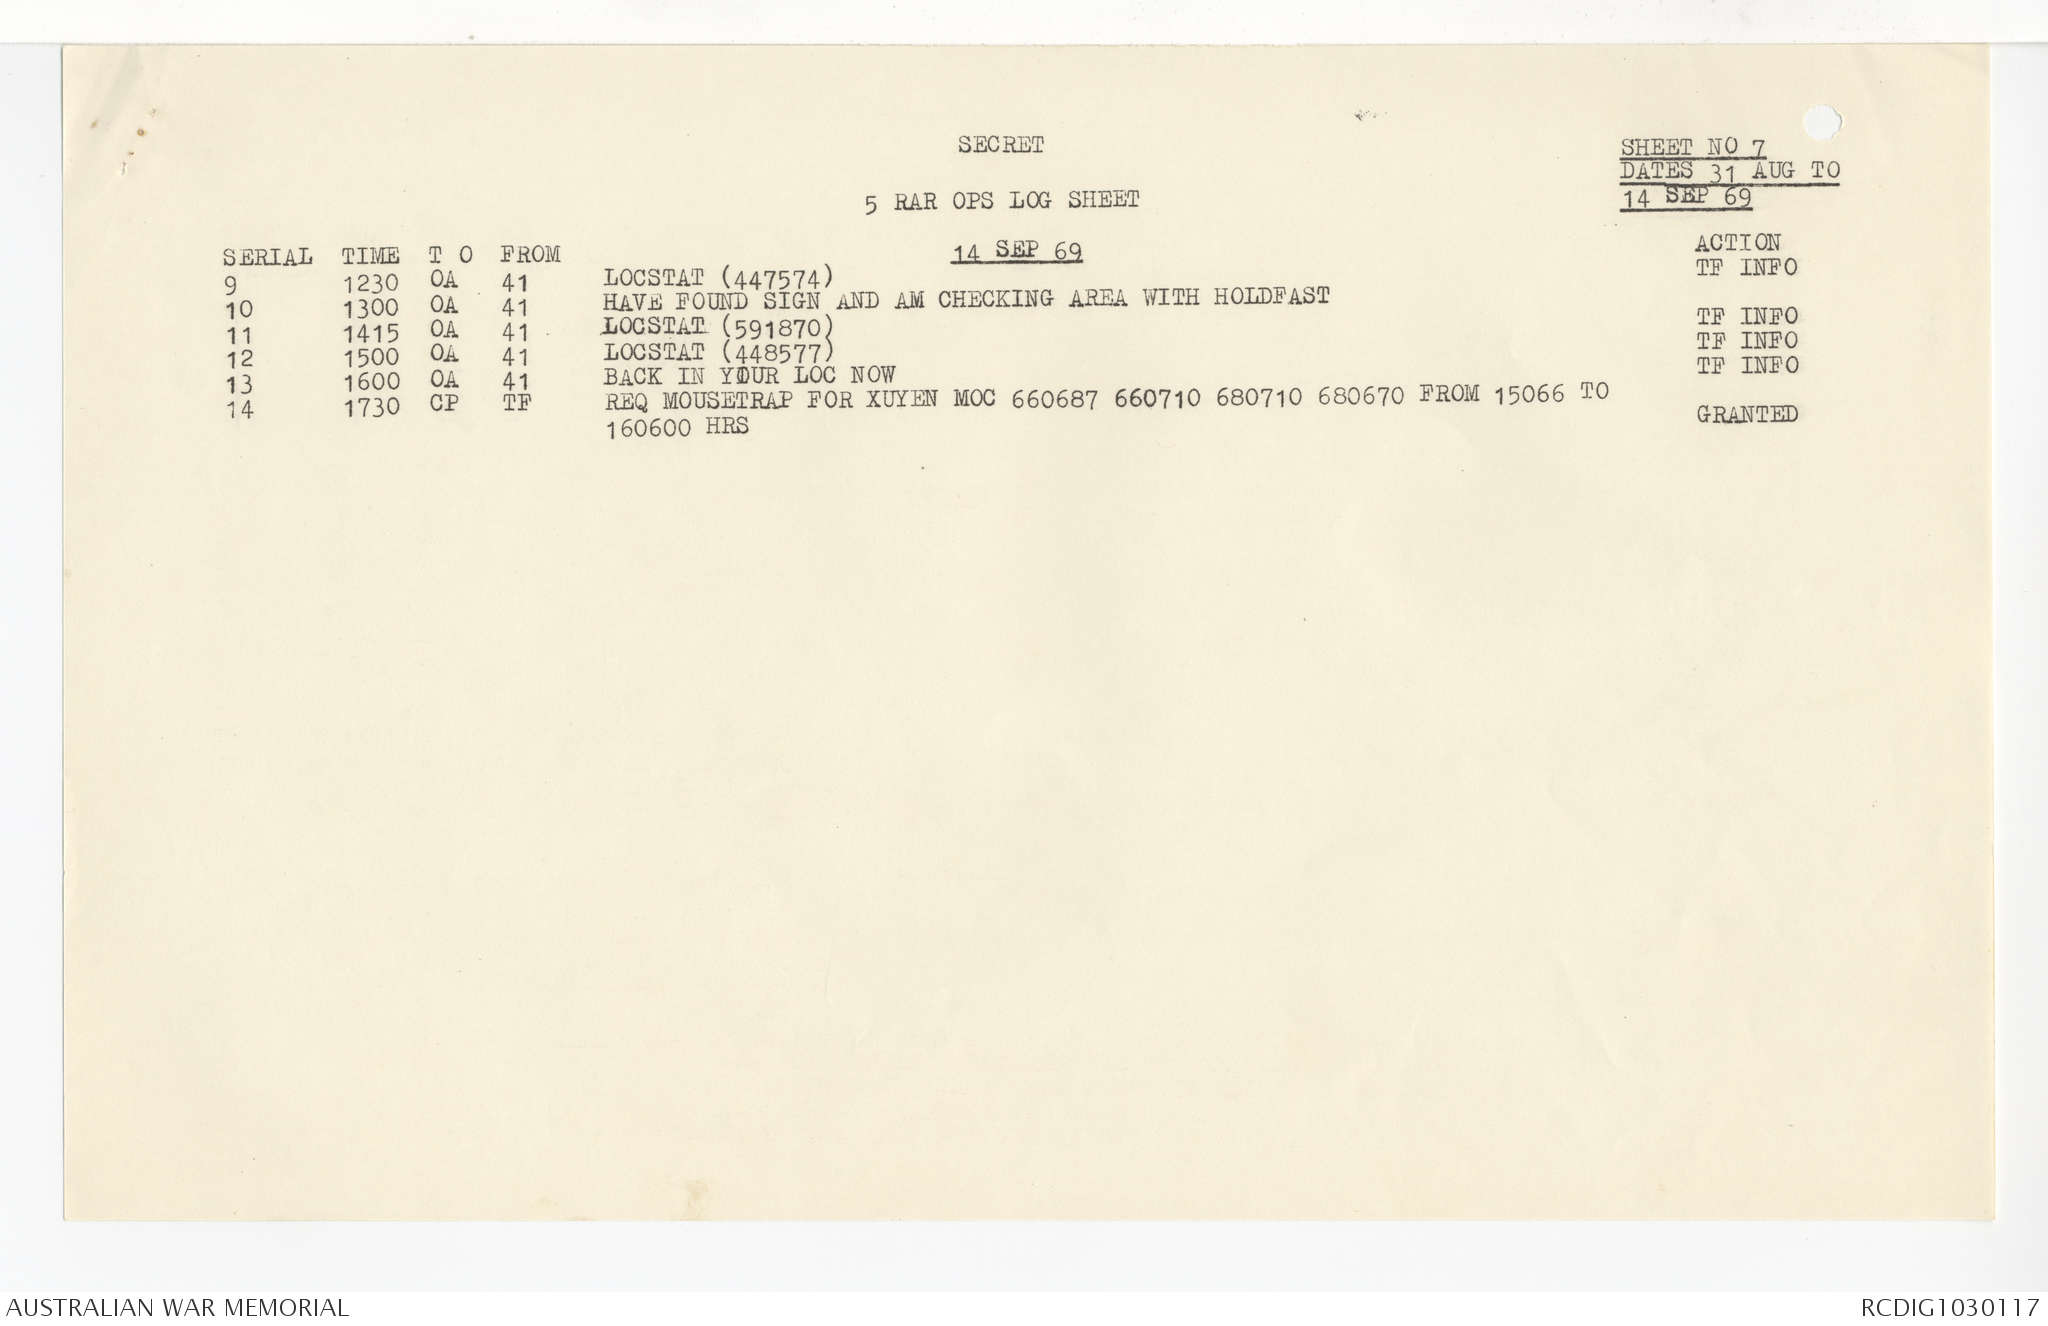 SECRET
SHEET NO 7
DATES 31 AUG TO
14 SEP 69
5 RAR OPS LOG SHEET
SERIAL TIME T O FROM 14 SEP 69 ACTION
9 1230 OA 41 LOCSTAT (447574) TF INFO
10 1300 OA 41 HAVE FOUND SIGN AND AM CHECKING AREA WITH HOLDFAST
11 1415 OA 41 LOCSTAT (591870) TF INFO
12 1500 OA 41 LOCSTAT (448577) TF INFO
13 1600 OA 41 BACK IN YOUR LOC NOW TF INFO
14 1730 CP TF REQ MOUSETRAP FOR XUYEN MOC 660687 660710 680710 680670 FROM 15066 TO
160600 HRS GRANTED
AUSTRALIAN WAR MEMORIAL RCDIG1030117